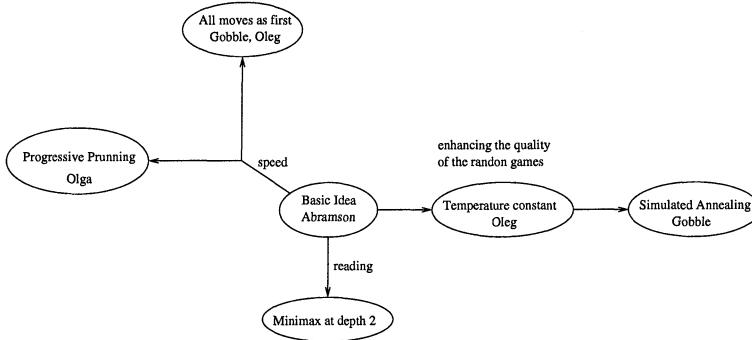 All moves as first
Gobble, Oleg
Progressive Prunning
Olga
speed
enhancing the quality
of the randon games
Basic Idea
Abramson
Temperature constant
Oleg
Simulated Annealing
Gobble
reading
Minimax at depth 2